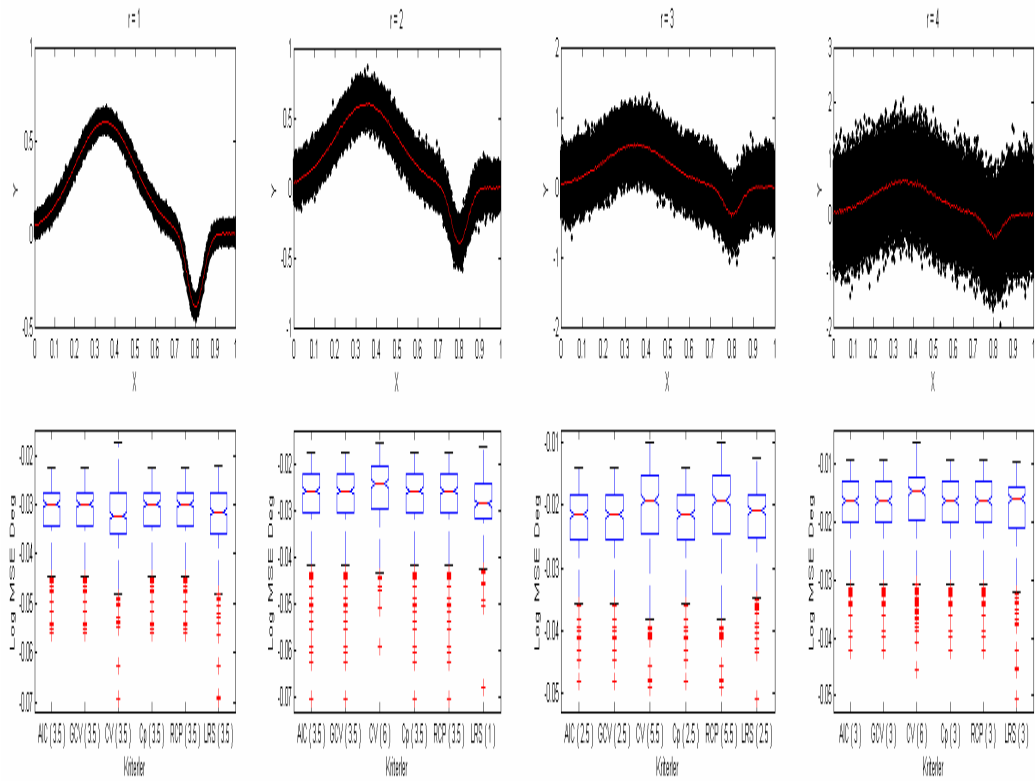 r=1
1
0.5
0
-0.5
Y
0 0.1 0.2 0.3 0.4 0.5 0.6 0.7 0.8 0.9 1
X
r=2
1
0.5
0
-0.5
-1
Y
0 0.1 0.2 0.3 0.4 0.5 0.6 0.7 0.8 0.9 1
X
r=3
2
1
0
-1
-2
Y
0 0.1 0.2 0.3 0.4 0.5 0.6 0.7 0.8 0.9 1
X
r=4
3
2
1
0
-1
-2
Y
0 0.1 0.2 0.3 0.4 0.5 0.6 0.7 0.8 0.9 1
X
-0.02
-0.03
-0.04
-0.05
-0.06
-0.07
Log MSE Deg
AIC (3.5) GCV (3.5) CV (3.5) Cp (3.5) RCP (3.5) LRS (3.5)
Kriterler
-0.02
-0.03
-0.04
-0.05
-0.06
-0.07
Log MSE Deg
AIC (3.5) GCV (3.5) CV (6) Cp (3.5) RCP (3.5) LRS (1)
Kriterler
-0.01
-0.02
-0.03
-0.04
-0.05
Log MSE Deg
AIC (2.5) GCV (2.5) CV (5.5) Cp (2.5) RCP (5.5) LRS (2.5)
Kriterler
-0.01
-0.02
-0.03
-0.04
-0.05
Log MSE Deg
AIC (3) GCV (3) CV (6) Cp (3) RCP (3) LRS (3)
Kriterler